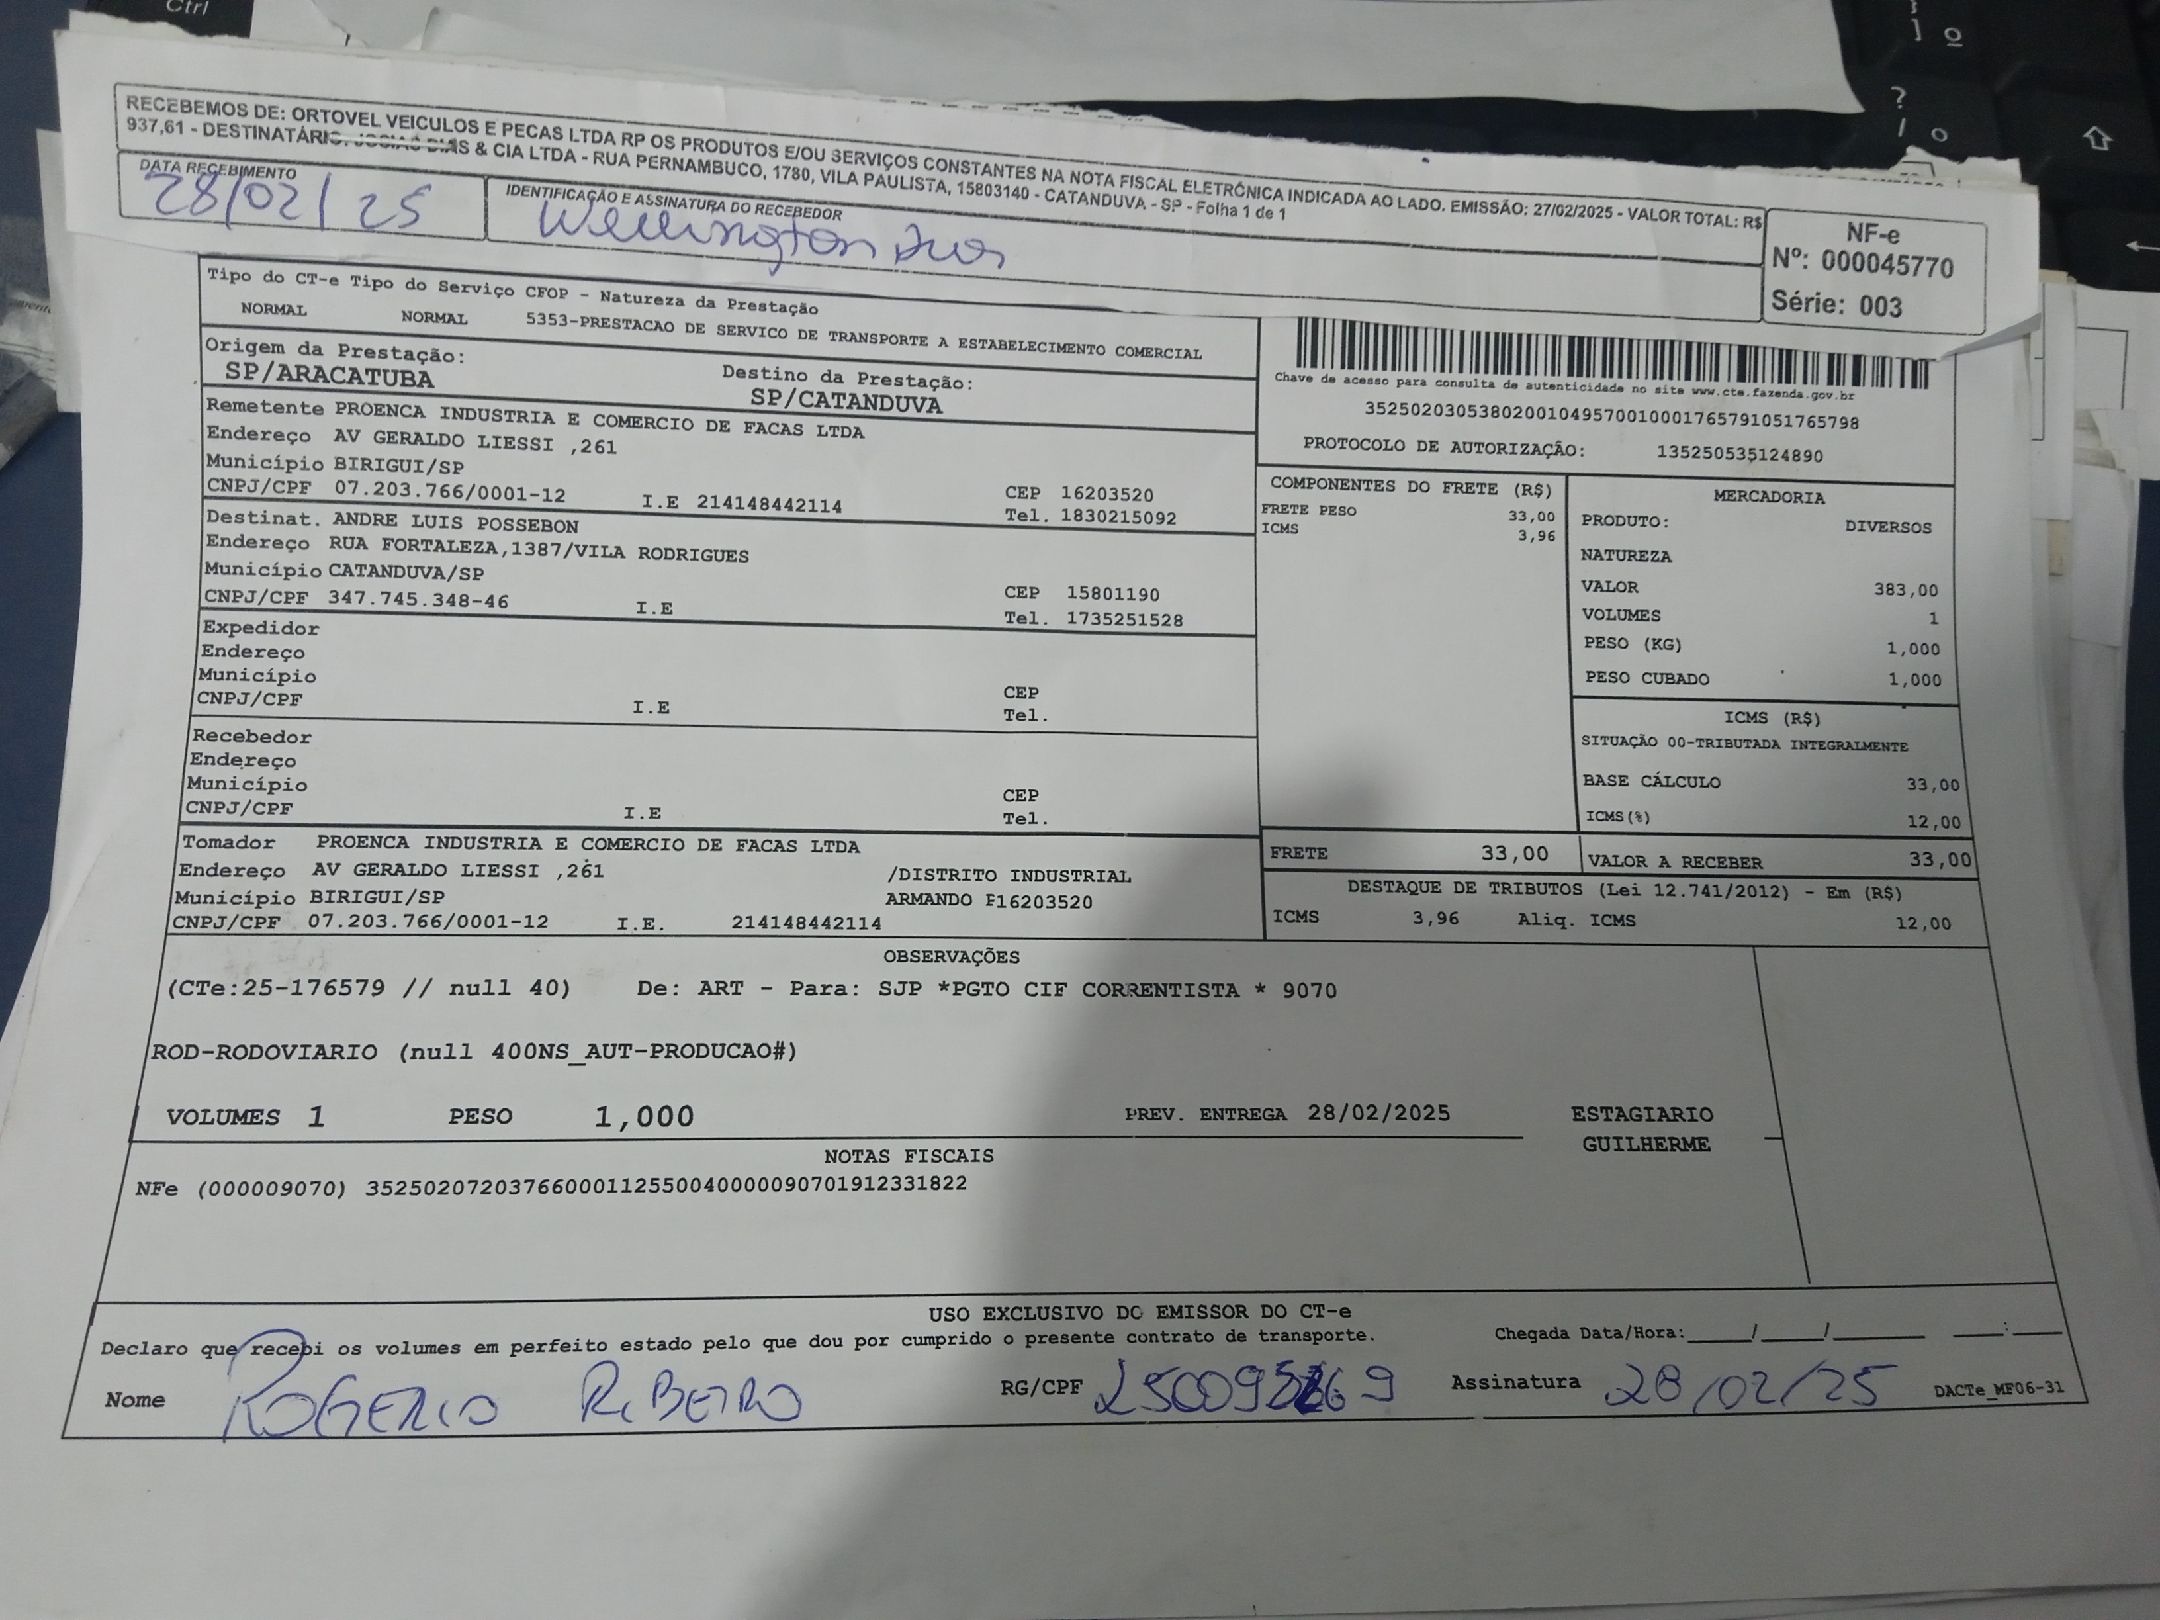 Ctrl
RECEBEMOS DE: ORTOVEL VEICULOS E PECAS LTDA RP OS PRODUTOS E/OU SERVIÇOS CONSTANTES NA NOTA FISCAL ELETRÔNICA INDICADA AO LADO. EMISSÃO: 27/02/2025 - VALOR TOTAL: R$
937,61 - DESTINATÁRIO: JOSIAS DIAS & CIA LTDA - RUA PERNAMBUCO, 1780, VILA PAULISTA, 15803140 - CATANDUVA - SP - Folha 1 de 1
DATA RECEBIMENTO
28/02/25
IDENTIFICAÇÃO E ASSINATURA DO RECEBEDOR
Wellington
NF-e
Nº: 000045770
Série: 003
Tipo do CT-e Tipo do Serviço CFOP - Natureza da Prestação
NORMAL NORMAL 5353-PRESTACAO DE SERVICO DE TRANSPORTE A ESTABELECIMENTO COMERCIAL
Origem da Prestação: Destino da Prestação:
SP/ARACATUBA SP/CATANDUVA
Chave de acesso para consulta de autenticidade no site www.cte.fazenda.gov.br
35250203053802001049570010001765791051765798
PROTOCOLO DE AUTORIZAÇÃO: 135250535124890
Remetente PROENCA INDUSTRIA E COMERCIO DE FACAS LTDA
Endereço AV GERALDO LIESSI ,261
Município BIRIGUI/SP CEP 16203520
CNPJ/CPF 07.203.766/0001-12 I.E 214148442114 Tel. 1830215092
Destinat. ANDRE LUIS POSSEBON
Endereço RUA FORTALEZA,1387/VILA RODRIGUES
Município CATANDUVA/SP CEP 15801190
CNPJ/CPF 347.745.348-46 I.E Tel. 1735251528
Expedidor
Endereço
Município CEP
CNPJ/CPF I.E Tel.
Recebedor
Endereço
Município CEP
CNPJ/CPF I.E Tel.
Tomador PROENCA INDUSTRIA E COMERCIO DE FACAS LTDA
Endereço AV GERALDO LIESSI ,261 /DISTRITO INDUSTRIAL
Município BIRIGUI/SP ARMANDO P16203520
CNPJ/CPF 07.203.766/0001-12 I.E. 214148442114
COMPONENTES DO FRETE (R$)
FRETE PESO 33,00
ICMS 3,96
MERCADORIA
PRODUTO: DIVERSOS
NATUREZA
VALOR 383,00
VOLUMES 1
PESO (KG) 1,000
PESO CUBADO 1,000
ICMS (R$)
SITUAÇÃO 00-TRIBUTADA INTEGRALMENTE
BASE CÁLCULO 33,00
ICMS(%) 12,00
FRETE 33,00 VALOR A RECEBER 33,00
DESTAQUE DE TRIBUTOS (Lei 12.741/2012) - Em (R$)
ICMS 3,96 Aliq. ICMS 12,00
OBSERVAÇÕES
(CTe:25-176579 // null 40) De: ART - Para: SJP *PGTO CIF CORRENTISTA * 9070
ROD-RODOVIARIO (null 400NS_AUT-PRODUCAO#)
VOLUMES 1 PESO 1,000 PREV. ENTREGA 28/02/2025 ESTAGIARIO
GUILHERME
NOTAS FISCAIS
NFe (000009070) 35250207203766000112550040000090701912331822
USO EXCLUSIVO DO EMISSOR DO CT-e
Declaro que recebi os volumes em perfeito estado pelo que dou por cumprido o presente contrato de transporte. Chegada Data/Hora:____/____/______ ___:___
Nome ROGERIO RIBEIRO RG/CPF Assinatura 28/02/25 DACTe_MF06-31